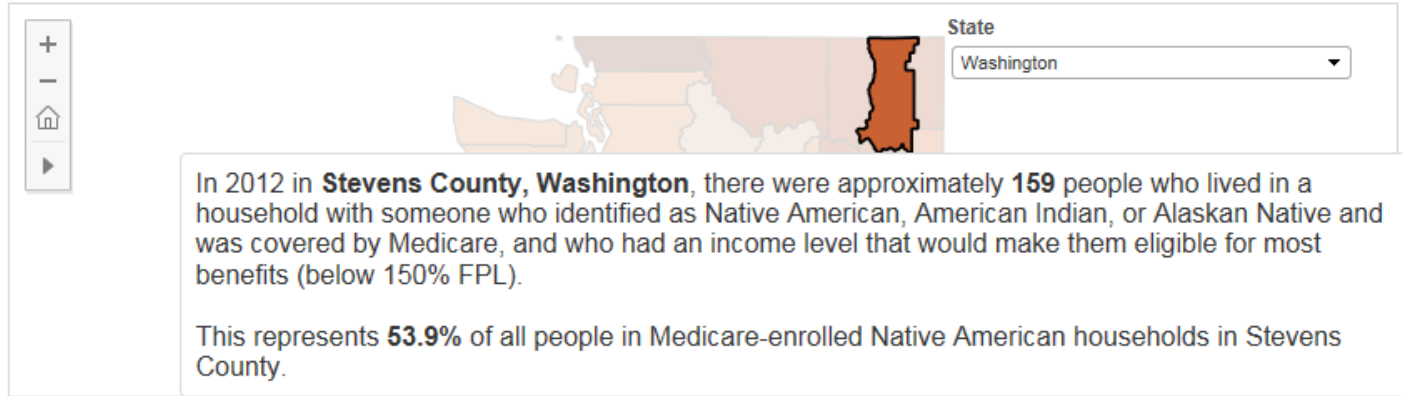 State
Washington
In 2012 in Stevens County, Washington, there were approximately 159 people who lived in a
household with someone who identified as Native American, American Indian, or Alaskan Native and
was covered by Medicare, and who had an income level that would make them eligible for most
benefits (below 150% FPL).
This represents 53.9% of all people in Medicare-enrolled Native American households in Stevens
County.